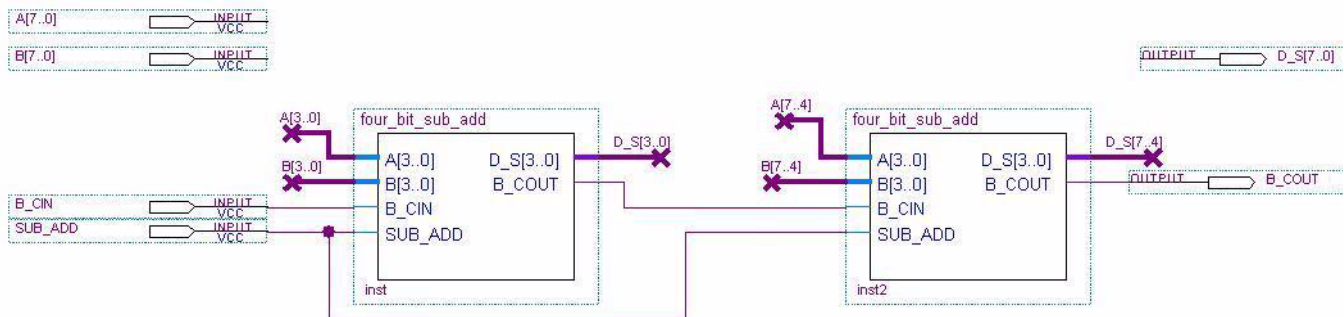 A[7..0] INPUT
VCC
B[7..0] INPUT
VCC
OUTPUT D_S[7..0]
A[3..0]
four_bit_sub_add
A[7..4]
four_bit_sub_add
D_S[3..0]
D_S[7..4]
A[3..0] D_S[3..0]
A[3..0] D_S[3..0]
B[3..0]
B[3..0] B_COUT
B[7..4]
B[3..0] B_COUT
OUTPUT B_COUT
B_CIN INPUT
VCC
B_CIN
B_CIN
SUB_ADD INPUT
VCC
SUB_ADD
SUB_ADD
inst
inst2